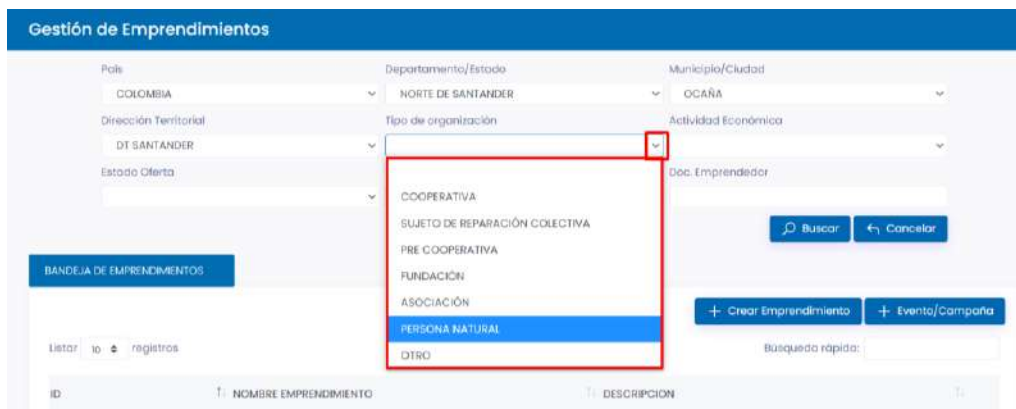 Gestión de Emprendimientos
País Departamento/Estado Municipio/Ciudad
COLOMBIA NORTE DE SANTANDER OCAÑA
Dirección Territorial Tipo de organización Actividad Económica
DT SANTANDER
Estado Oferta Doc. Emprendedor
COOPERATIVA
SUJETO DE REPARACIÓN COLECTIVA
PRE COOPERATIVA
FUNDACIÓN
ASOCIACIÓN
PERSONA NATURAL
OTRO
Buscar Cancelar
BANDEJA DE EMPRENDIMIENTOS
+ Crear Emprendimiento + Evento/Campaña
Listar 10 registros Búsqueda rápida:
ID NOMBRE EMPRENDIMIENTO DESCRIPCION